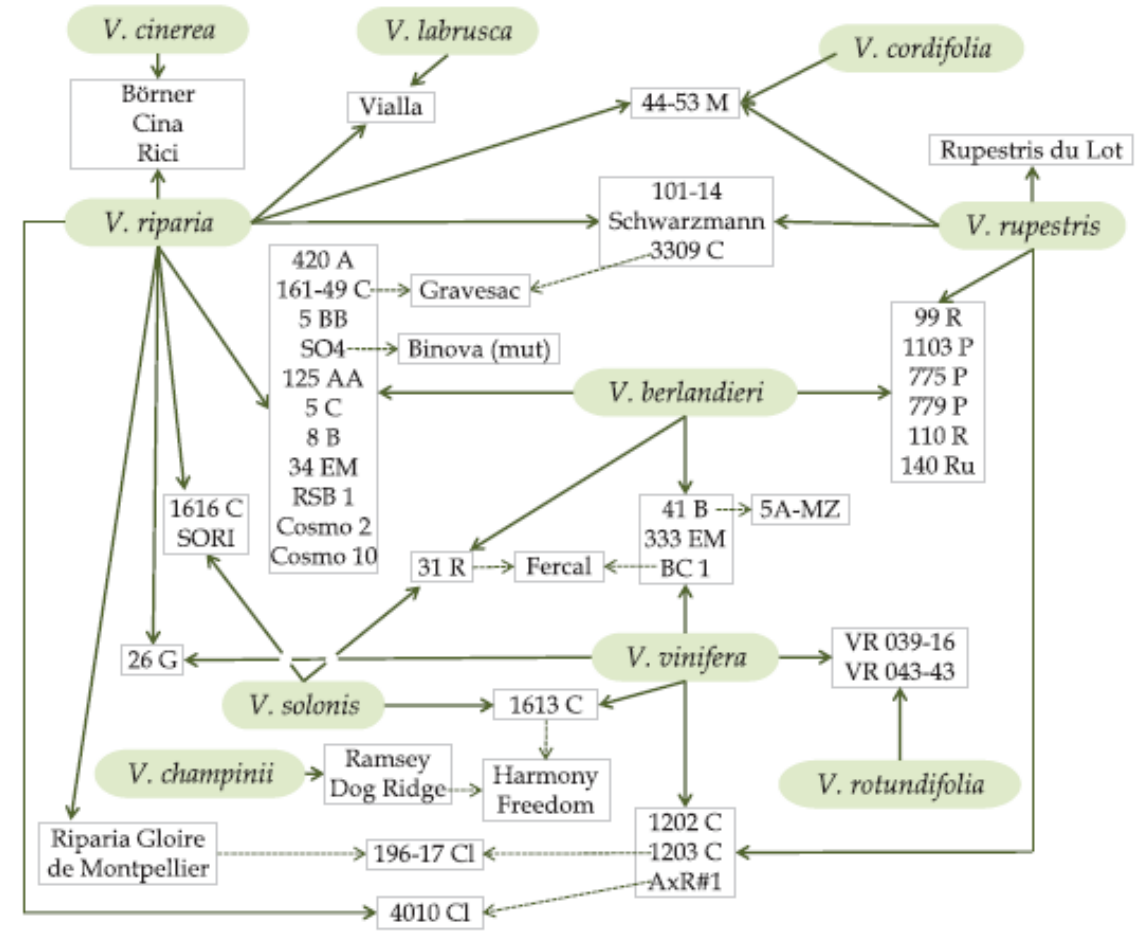 V. cinerea
V. labrusca
V. cordifolia
Börner
Cina
Rici
Vialla
44-53 M
Rupestris du Lot
V. riparia
101-14
Schwarzmann
3309 C
V. rupestris
420 A
161-49 C
5 BB
SO4
125 AA
5 C
8 B
34 EM
RSB 1
Cosmo 2
Cosmo 10
Gravesac
Binova (mut)
V. berlandieri
99 R
1103 P
775 P
779 P
110 R
140 Ru
1616 C
SORI
31 R
Fercal
41 B
333 EM
BC 1
5A-MZ
26 G
V. vinifera
VR 039-16
VR 043-43
V. solonis
1613 C
V. champinii
Ramsey
Dog Ridge
Harmony
Freedom
V. rotundifolia
Riparia Gloire
de Montpellier
196-17 Cl
1202 C
1203 C
AxR#1
4010 Cl